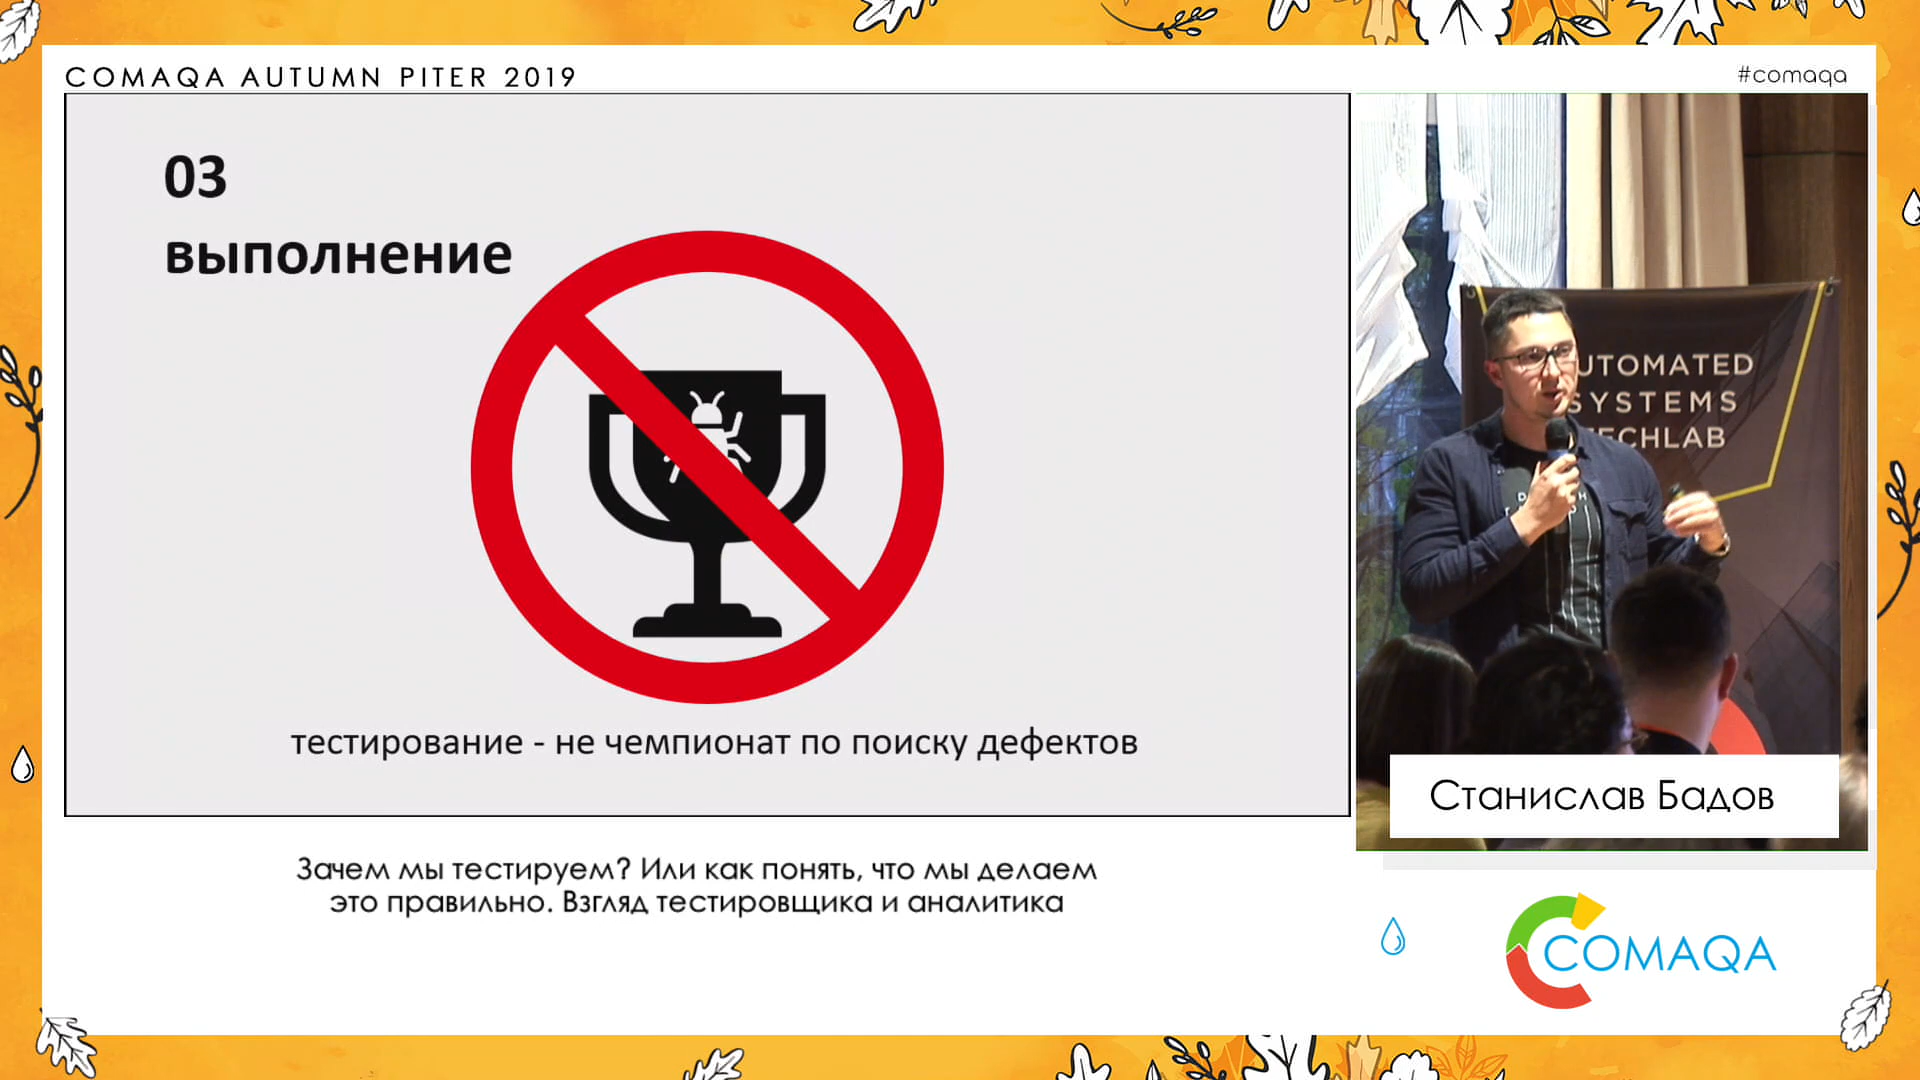 COMAQA AUTUMN PITER 2019
#comaqa
03
выполнение
тестирование - не чемпионат по поиску дефектов
UTOMATED
SYSTEMS
TECHLAB
Станислав Бадов
Зачем мы тестируем? Или как понять, что мы делаем
это правильно. Взгляд тестировщика и аналитика
COMAQA